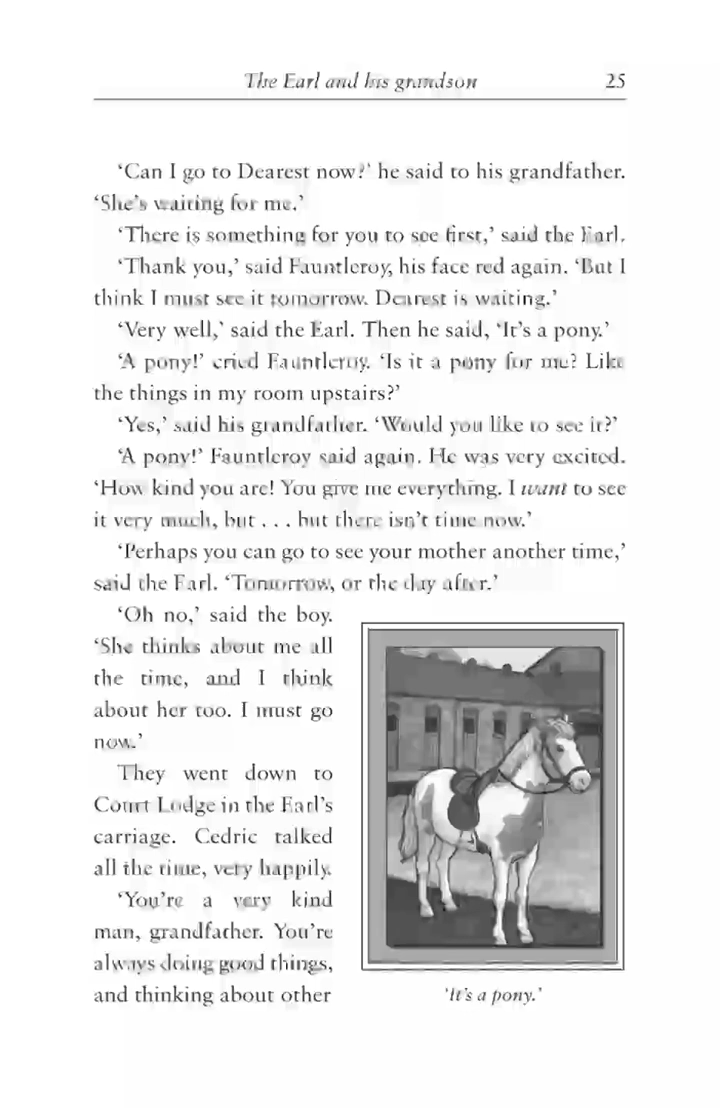 The Earl and his grandson 25
‘Can I go to Dearest now?’ he said to his grandfather.
‘She’s waiting for me.’
‘There is something for you to see first,’ said the Earl.
‘Thank you,’ said Fauntleroy, his face red again. ‘But I
think I must see it tomorrow. Dearest is waiting.’
‘Very well,’ said the Earl. Then he said, ‘It’s a pony.’
‘A pony!’ cried Fauntleroy. ‘Is it a pony for me? Like
the things in my room upstairs?’
‘Yes,’ said his grandfather. ‘Would you like to see it?’
‘A pony!’ Fauntleroy said again. He was very excited.
‘How kind you are! You give me everything. I want to see
it very much, but . . . but there isn’t time now.’
‘Perhaps you can go to see your mother another time,’
said the Earl. ‘Tomorrow, or the day after.’
‘Oh no,’ said the boy.
‘She thinks about me all
the time, and I think
about her too. I must go
now.’
They went down to
Court Lodge in the Earl’s
carriage. Cedric talked
all the time, very happily.
‘You’re a very kind
man, grandfather. You’re
always doing good things,
and thinking about other
‘It’s a pony.’